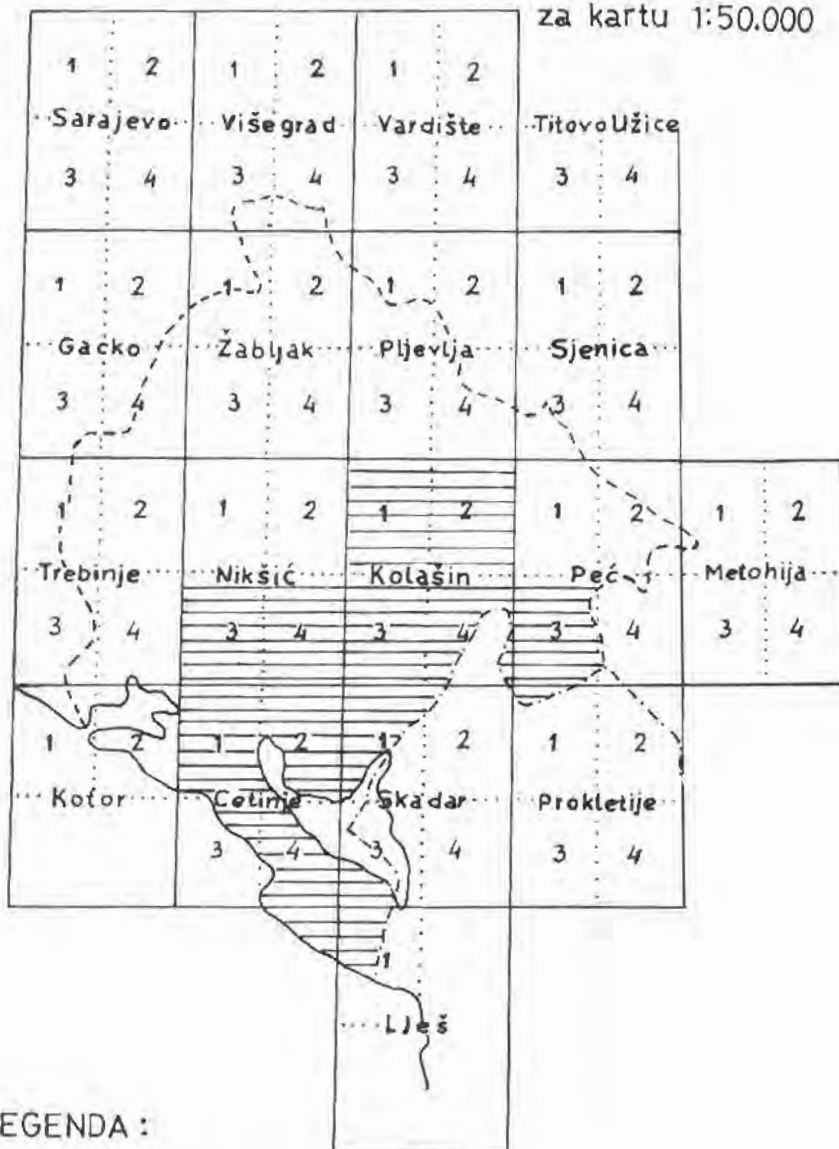 za kartu 1:50.000
1 2 1 2 1 2
Sarajevo Višegrad Vardište Titovo Užice
3 4 3 4 3 4 3 4
1 2 1 2 1 2 1 2
Gacko Žabljak Pljevlja Sjenica
3 4 3 4 3 4 3 4
1 2 1 2 1 2 1 2 1 2
Trebinje Nikšić Kolašin Peć Metohija
3 4 3 4 3 4 3 4 3 4
1 2 1 2 1 2 1 2
Kotor Cetinje Skadar Prokletije
3 4 3 4 3 4
1
Lješ
EGENDA :